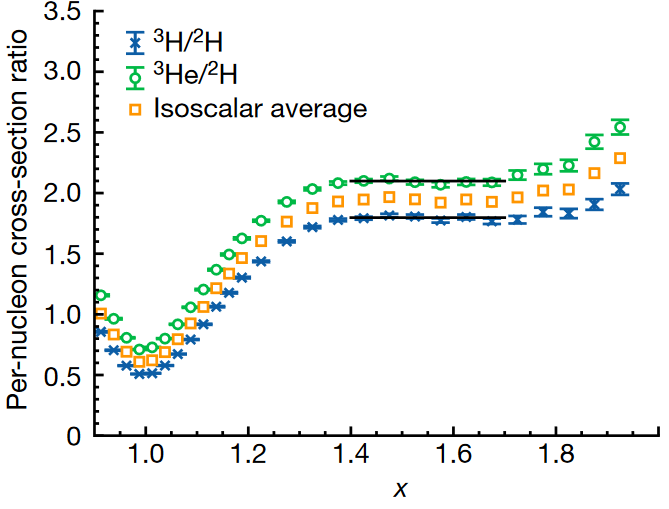 Per-nucleon cross-section ratio
3.5
3.0
2.5
2.0
1.5
1.0
0.5
0
³H/²H
³He/²H
Isoscalar average
1.0 1.2 1.4 1.6 1.8
x